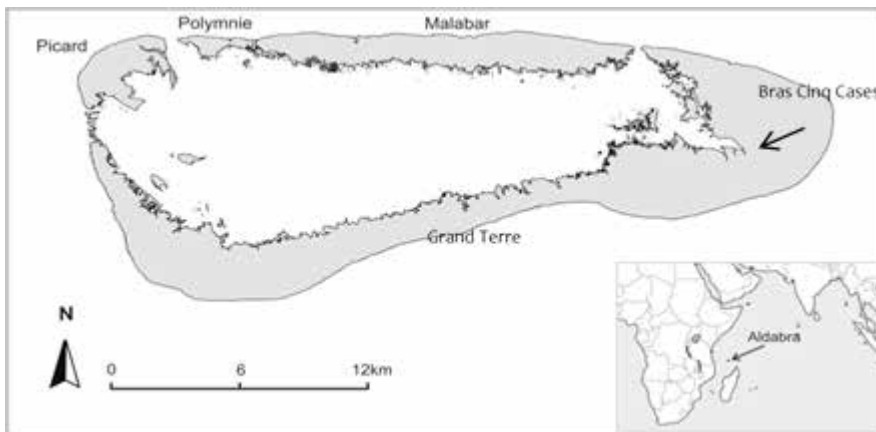 Polymnie
Malabar
Picard
Bras Cinq Cases
Grand Terre
N
0 6 12km
Aldabra